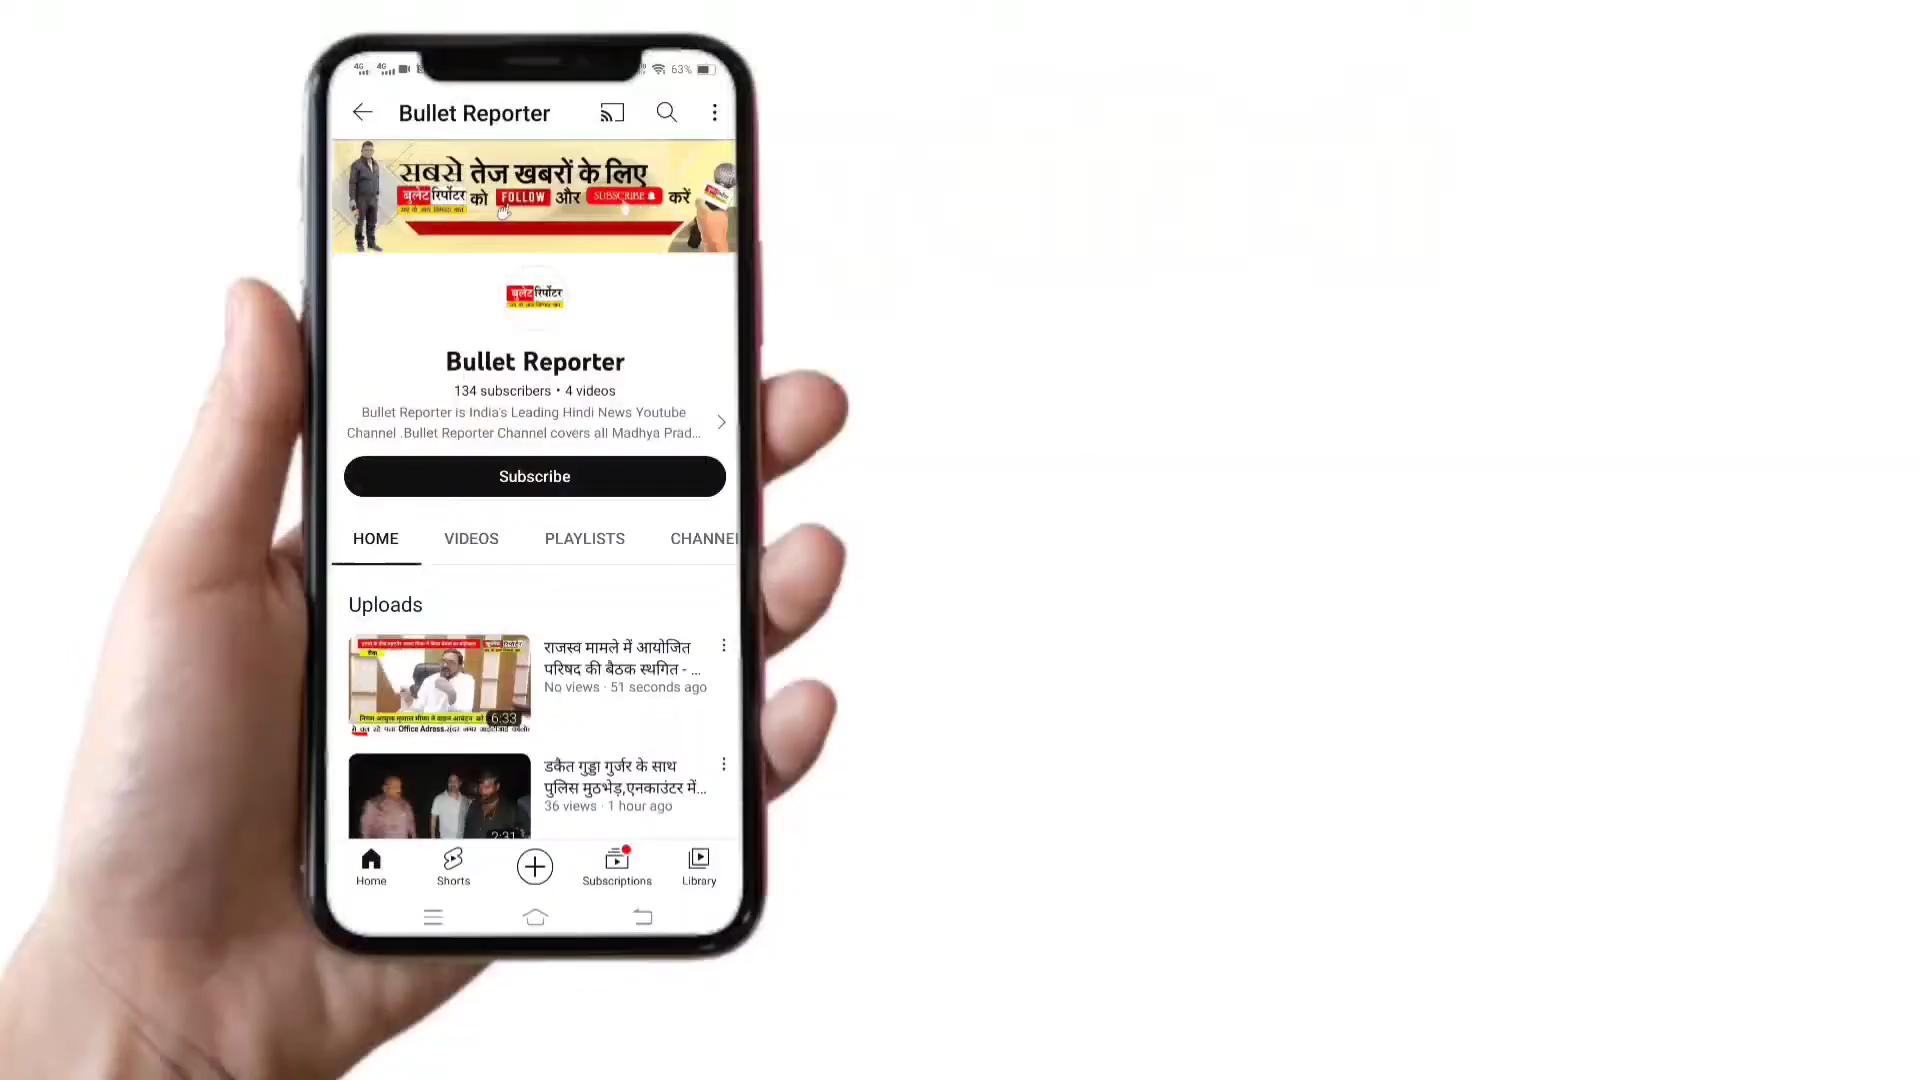 4G 4G 63%
Bullet Reporter
सबसे तेज खबरों के लिए
बुलेट रिपोंटर को FOLLOW और SUBSCRIBE करें
बुलेट रिपोंटर
Bullet Reporter
134 subscribers • 4 videos
Bullet Reporter is India's Leading Hindi News Youtube
Channel .Bullet Reporter Channel covers all Madhya Prad...
Subscribe
HOME VIDEOS PLAYLISTS CHANNEL
Uploads
राजस्व मामले में आयोजित
परिषद की बैठक स्थगित - ...
No views · 51 seconds ago
रीवा
6:33
Office Adress
डकैत गुड्डा गुर्जर के साथ
पुलिस मुठभेड़,एनकाउंटर में...
36 views · 1 hour ago
2:31
Home Shorts Subscriptions Library